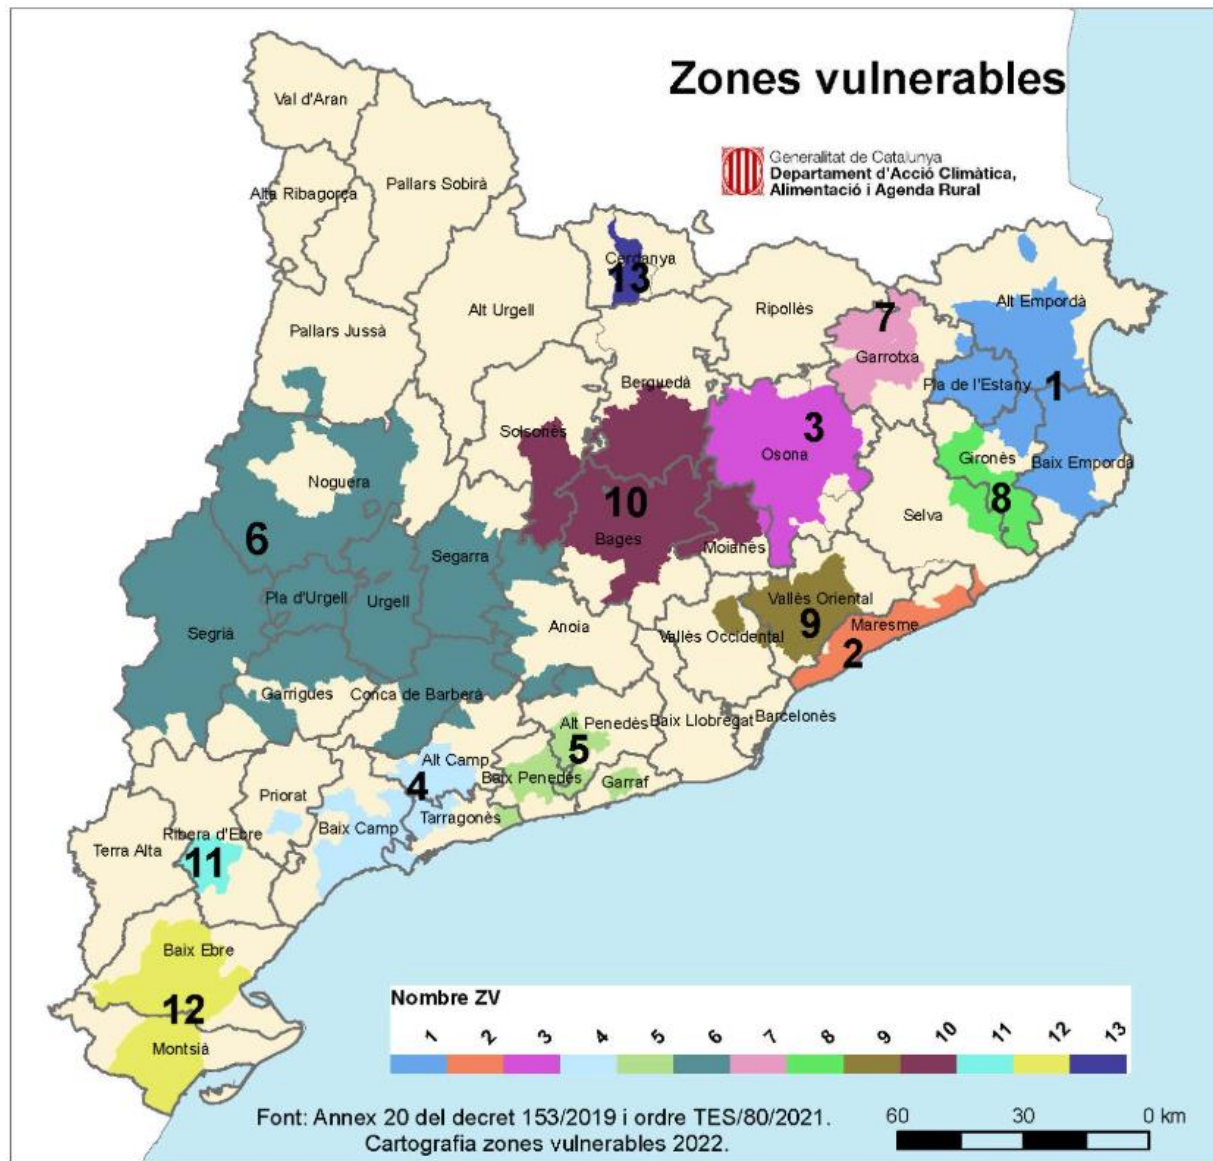 Zones vulnerables
Generalitat de Catalunya
Departament d'Acció Climàtica,
Alimentació i Agenda Rural
Val d'Aran
Pallars Sobirà
Alta Ribagorça
Cerdanya
13
Alt Urgell
Ripollès
Alt Empordà
7
Pallars Jussà
Garrotxa
Berguedà
Pla de l'Estany
1
Solsonès
3
Osona
Gironès
Baix Empordà
Noguera
10
8
Selva
6
Bages
Moianès
Segarra
Pla d'Urgell
Urgell
Vallès Oriental
Anoia
9
Maresme
Segrià
Vallès Occidental
2
Garrigues
Conca de Barberà
Alt Penedès
Baix Llobregat
Barcelonès
5
Alt Camp
4
Baix Penedès
Garraf
Priorat
Tarragonès
Baix Camp
Ribera d'Ebre
Terra Alta
11
Baix Ebre
12
Montsià
Nombre ZV
1 2 3 4 5 6 7 8 9 10 11 12 13
Font: Annex 20 del decret 153/2019 i ordre TES/80/2021.
Cartografia zones vulnerables 2022.
60 30 0 km